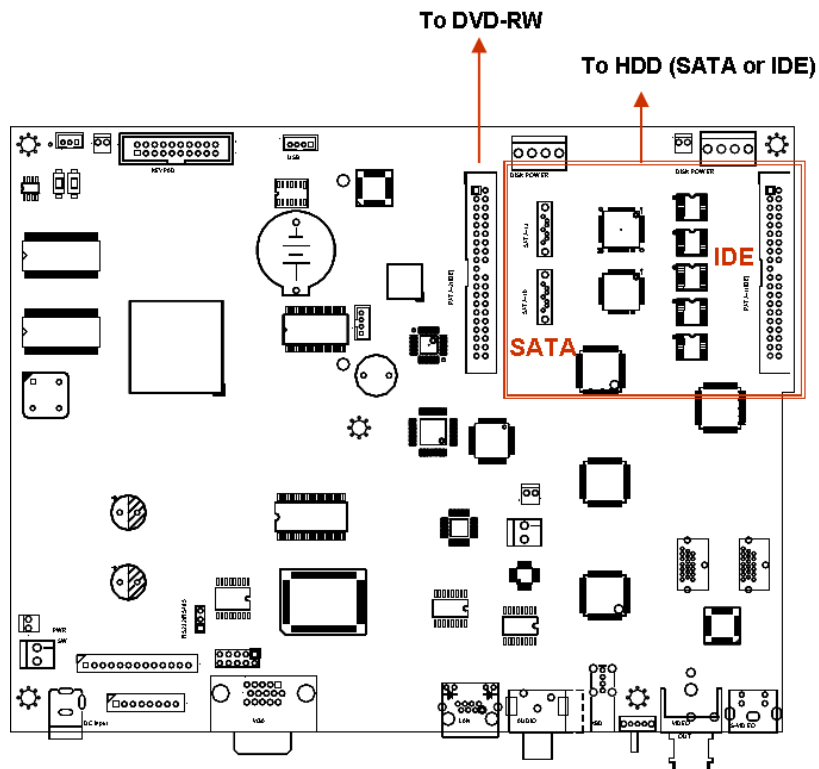 To DVD-RW
To HDD (SATA or IDE)
KEYPAD
USB
DISK POWER
DISK POWER
SATA
IDE
PWR
SW
DC Input
VGA
LAN
AUDIO
VIDEO
OUT
S-VIDEO